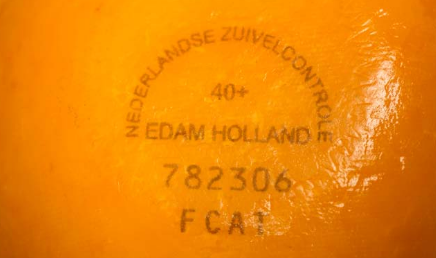 NEDERLANDSE ZUIVELCONTROLE
40+
EDAM HOLLAND E
782306
FCAT